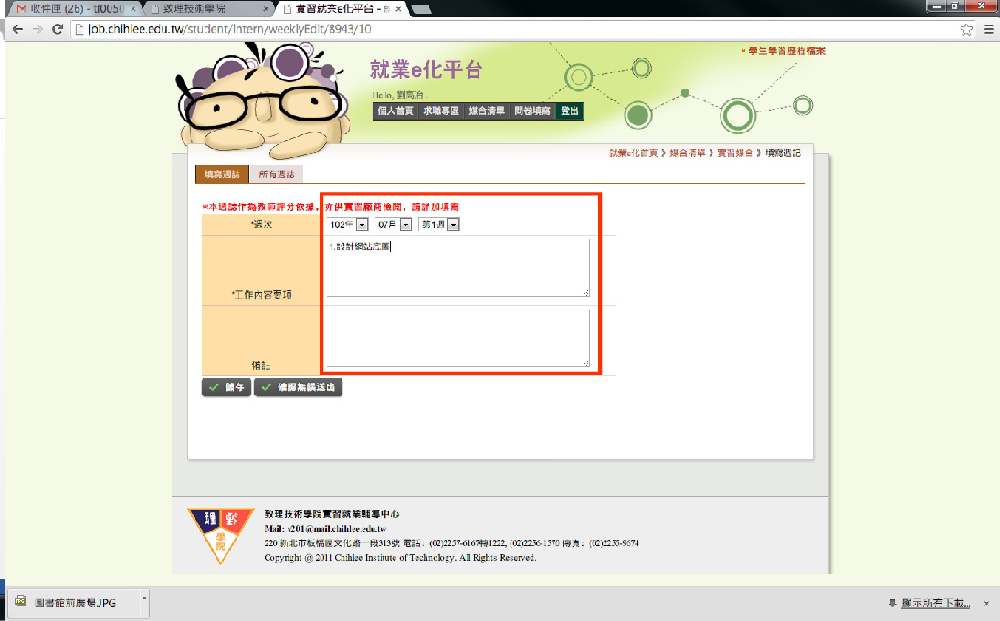 收件匣 (26) - tf0050
致理技術學院
實習就業e化平台 - 就
job.chihlee.edu.tw/student/intern/weeklyEdit/8943/10
學生學習歷程檔案
就業e化平台
Hello, 劉高治 .
個人首頁 求職專區 媒合清單 問卷填寫 登出
就業e化首頁 》 媒合清單 》 實習媒合 》 填寫週記
填寫週誌 所有週誌
*本週誌作為教師評分依據，亦供實習廠商檢閱，請詳加填寫
*週次 102年 07月 第1週
1.設計網站底圖
*工作內容要項
備註
儲存 確認無誤送出
理 致 學院
致理技術學院實習就業輔導中心
Mail: v201@mail.chihlee.edu.tw
220 新北市板橋區文化路一段313號 電話：(02)2257-6167轉1222, (02)2256-1570 傳真：(02)2255-9674
Copyright @ 2011 Chihlee Institute of Technology. All Rights Reserved.
圖書館前廣場.JPG
顯示所有下載...